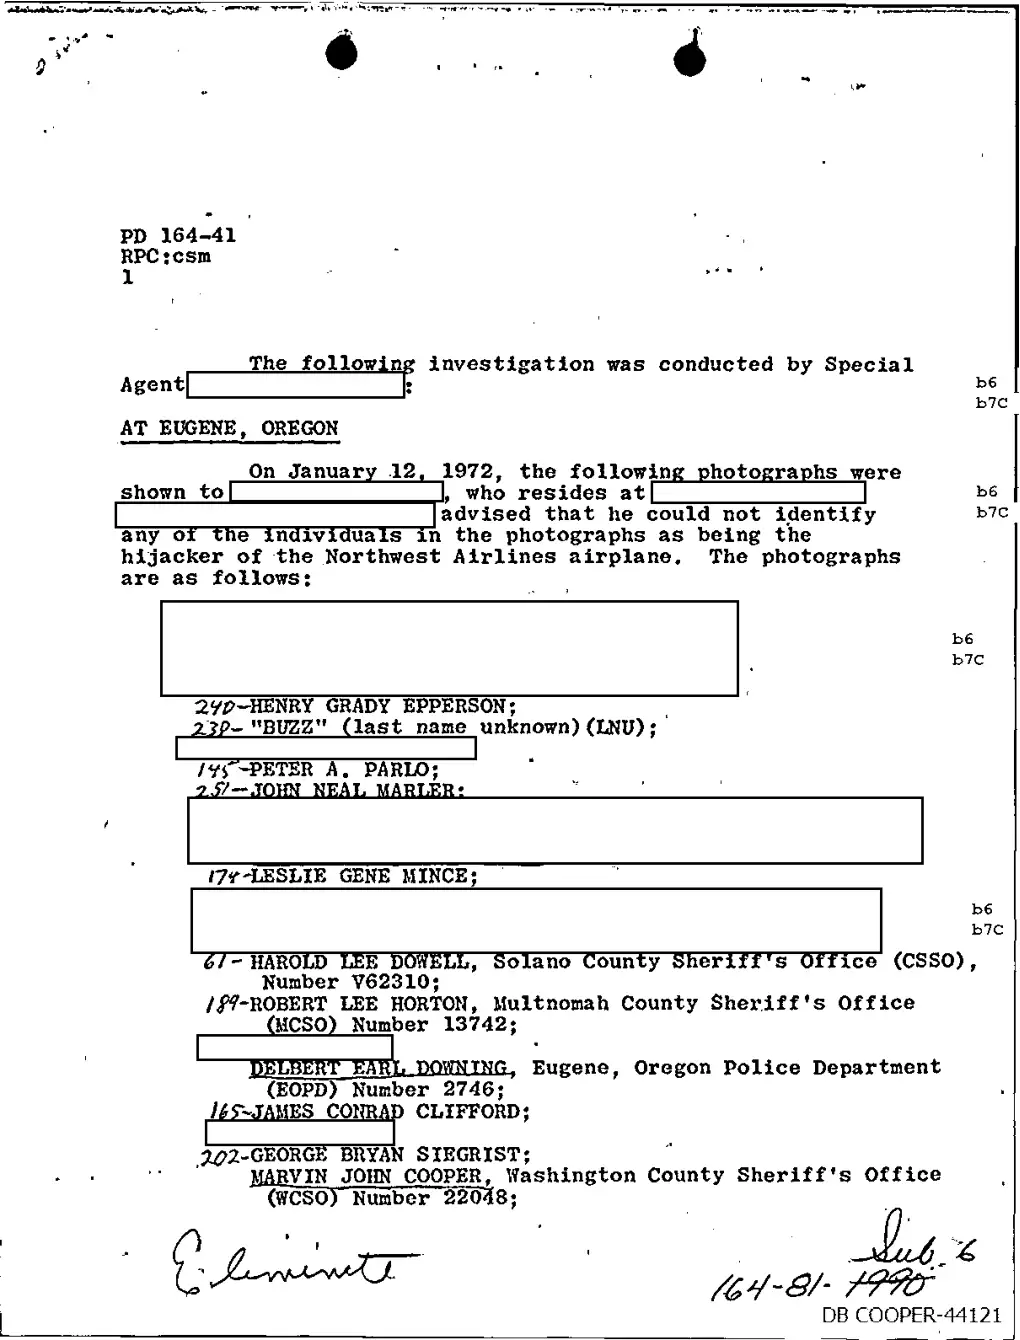 PD 164-41
RPC:csm
1
The following investigation was conducted by Special
Agent :
b6
b7C
AT EUGENE, OREGON
On January 12, 1972, the following photographs were
shown to , who resides at
b6
advised that he could not identify
b7C
any of the individuals in the photographs as being the
hijacker of the Northwest Airlines airplane. The photographs
are as follows:
b6
b7C
240-HENRY GRADY EPPERSON;
239- "BUZZ" (last name unknown)(LNU);
145-PETER A. PARLO;
251-JOHN NEAL MARLER;
174-LESLIE GENE MINCE;
b6
b7C
61- HAROLD LEE DOWELL, Solano County Sheriff's Office (CSSO),
Number V62310;
189-ROBERT LEE HORTON, Multnomah County Sheriff's Office
(MCSO) Number 13742;
DELBERT EARL DOWNING, Eugene, Oregon Police Department
(EOPD) Number 2746;
165-JAMES CONRAD CLIFFORD;
202-GEORGE BRYAN SIEGRIST;
MARVIN JOHN COOPER, Washington County Sheriff's Office
(WCSO) Number 22048;
Eliminate
Sub. 6
164-81-1990
DB COOPER-44121